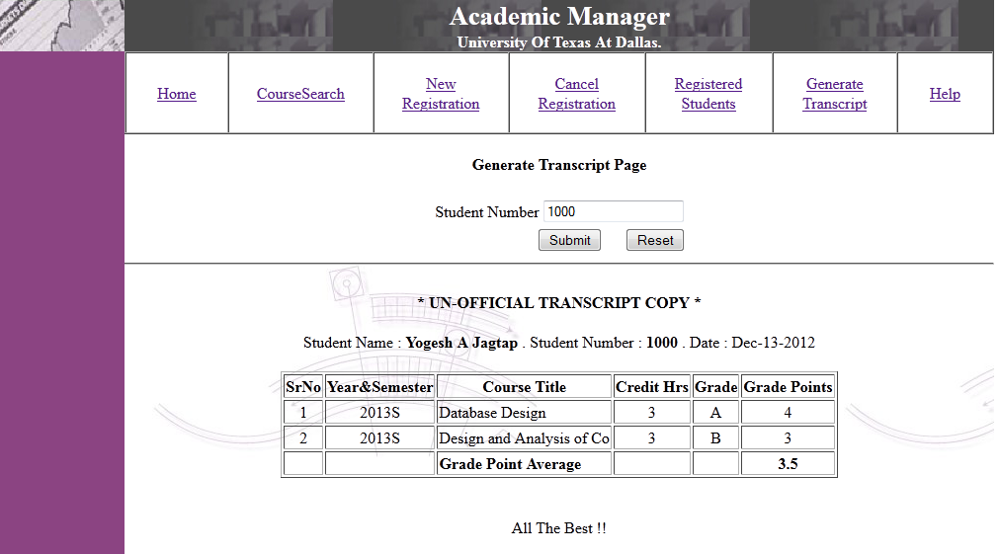 Academic Manager
University Of Texas At Dallas.
Home
CourseSearch
New
Registration
Cancel
Registration
Registered
Students
Generate
Transcript
Help
Generate Transcript Page
Student Number 1000
Submit Reset
* UN-OFFICIAL TRANSCRIPT COPY *
Student Name : Yogesh A Jagtap . Student Number : 1000 . Date : Dec-13-2012
SrNo Year&Semester Course Title Credit Hrs Grade Grade Points
1 2013S Database Design 3 A 4
2 2013S Design and Analysis of Co 3 B 3
Grade Point Average 3.5
All The Best !!